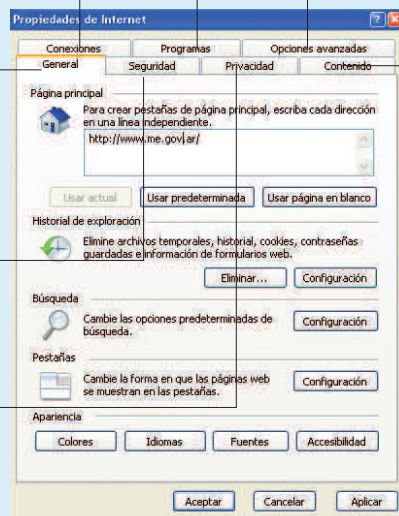 Propiedades de Internet
Conexiones Programas Opciones avanzadas
General Seguridad Privacidad Contenido
Página principal
Para crear pestañas de página principal, escriba cada dirección
en una línea independiente.
http://www.me.gov.ar/
Usar actual Usar predeterminada Usar página en blanco
Historial de exploración
Elimine archivos temporales, historial, cookies, contraseñas
guardadas e información de formularios web.
Eliminar... Configuración
Búsqueda
Cambie las opciones predeterminadas de
búsqueda.
Configuración
Pestañas
Cambie la forma en que las páginas web
se muestran en las pestañas.
Configuración
Apariencia
Colores Idiomas Fuentes Accesibilidad
Aceptar Cancelar Aplicar